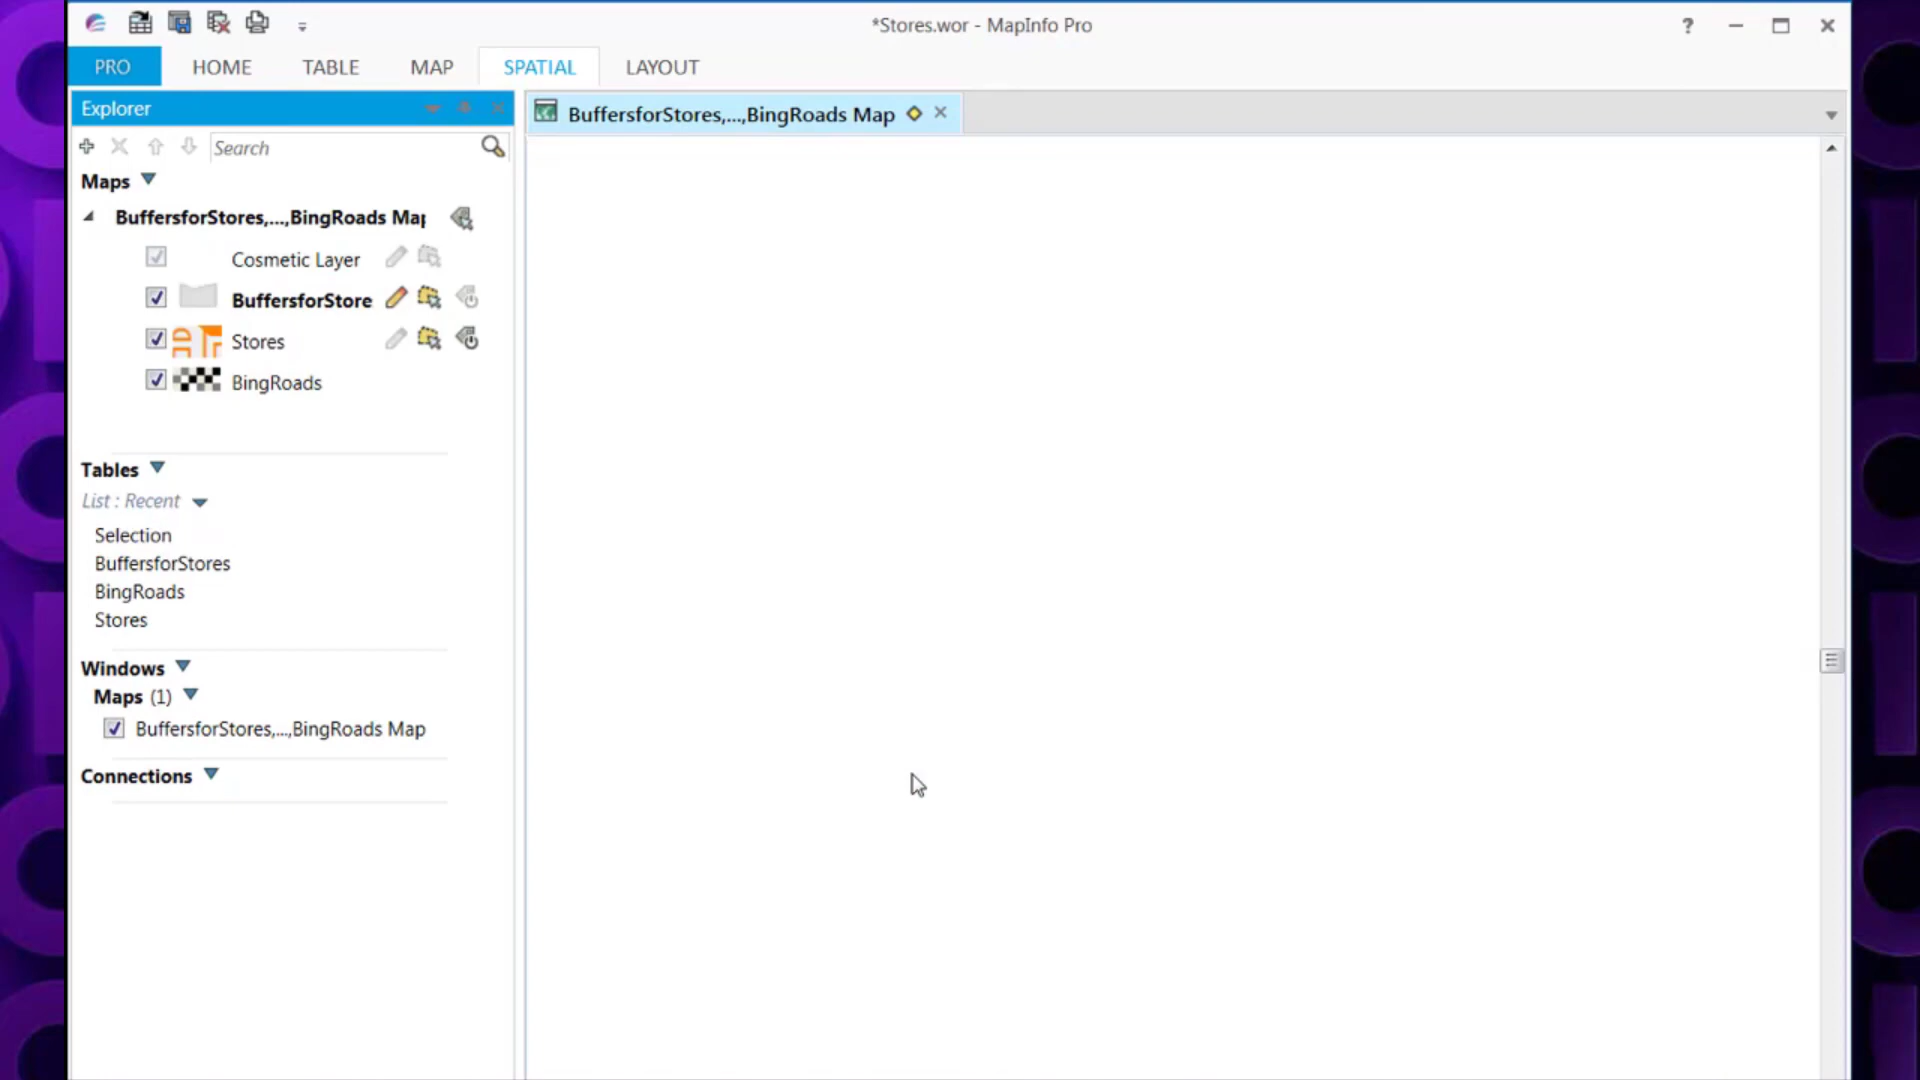 *Stores.wor - MapInfo Pro
?
PRO HOME TABLE MAP SPATIAL LAYOUT
Explorer
BuffersforStores,...,BingRoads Map
Search
Maps
BuffersforStores,...,BingRoads Map
Cosmetic Layer
BuffersforStore
Stores
BingRoads
Tables
List : Recent
Selection
BuffersforStores
BingRoads
Stores
Windows
Maps (1)
BuffersforStores,...,BingRoads Map
Connections